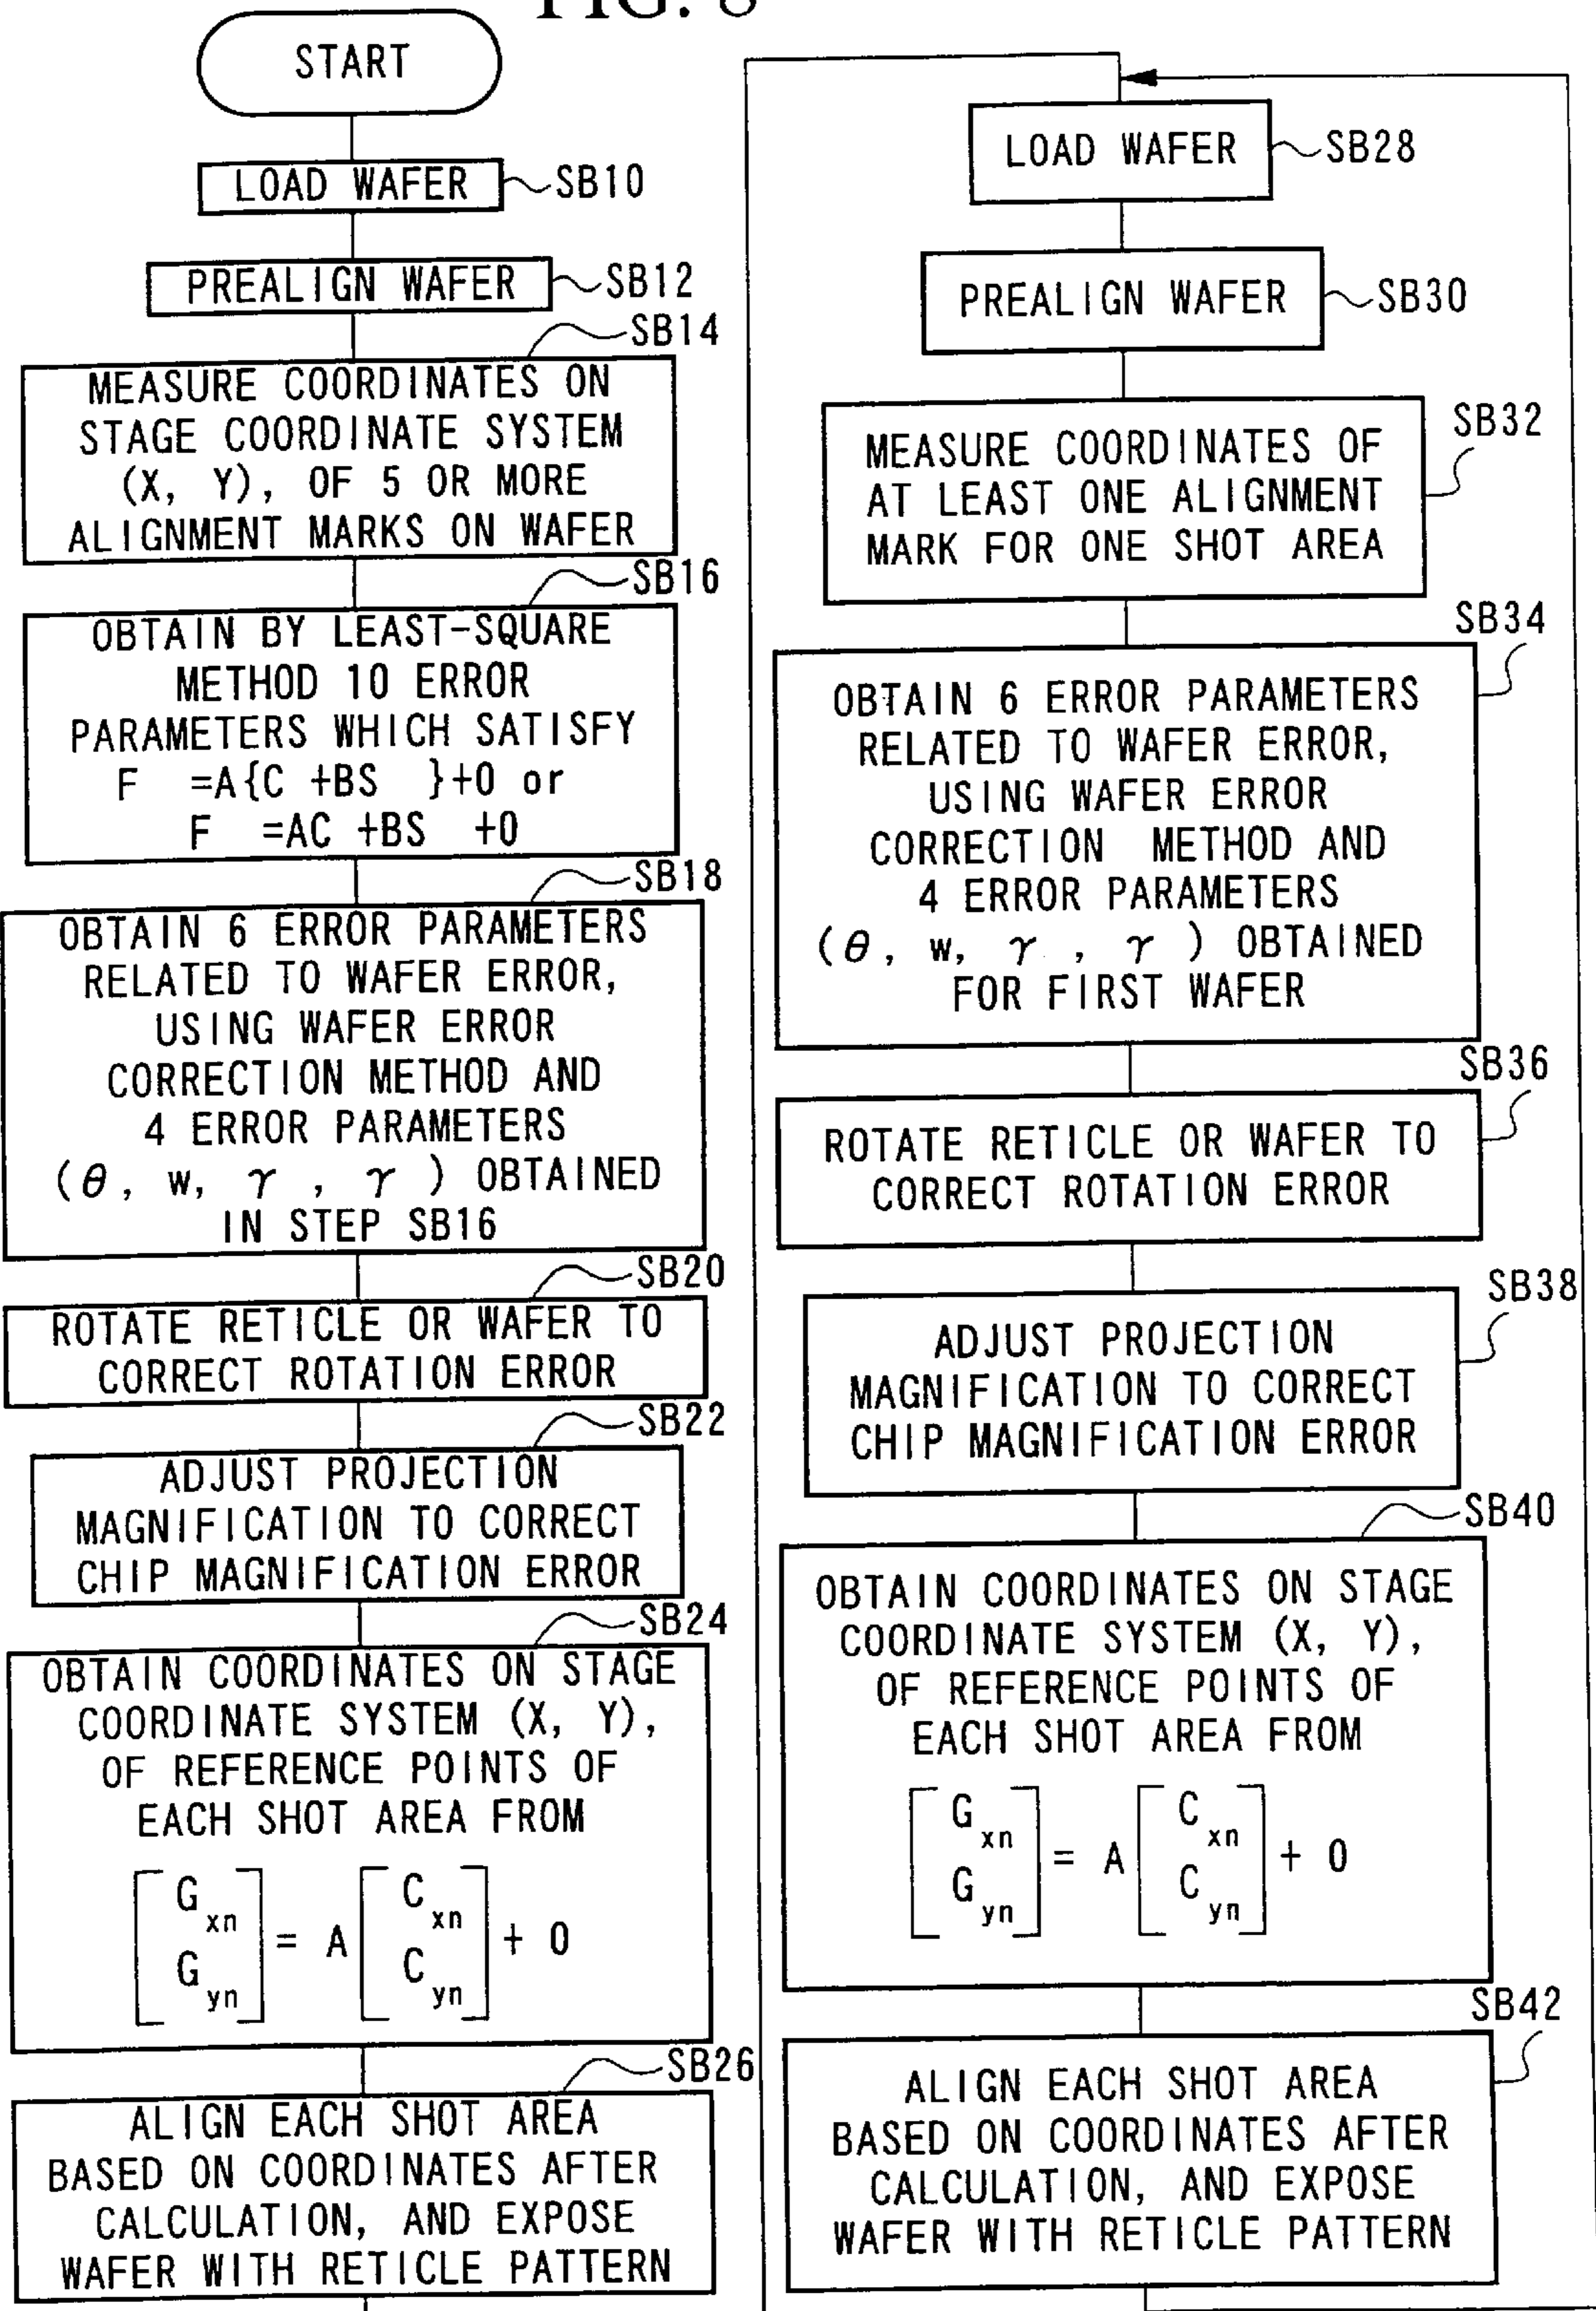 FIG. 8
START
LOAD WAFER
SB10
PREALIGN WAFER
SB12
SB14
MEASURE COORDINATES ON
STAGE COORDINATE SYSTEM
(X, Y), OF 5 OR MORE
ALIGNMENT MARKS ON WAFER
SB16
OBTAIN BY LEAST-SQUARE
METHOD 10 ERROR
PARAMETERS WHICH SATISFY
F =A{C +BS }+0 or
F =AC +BS +0
SB18
OBTAIN 6 ERROR PARAMETERS
RELATED TO WAFER ERROR,
USING WAFER ERROR
CORRECTION METHOD AND
4 ERROR PARAMETERS
(θ, w, γ , γ ) OBTAINED
IN STEP SB16
SB20
ROTATE RETICLE OR WAFER TO
CORRECT ROTATION ERROR
SB22
ADJUST PROJECTION
MAGNIFICATION TO CORRECT
CHIP MAGNIFICATION ERROR
SB24
OBTAIN COORDINATES ON STAGE
COORDINATE SYSTEM (X, Y),
OF REFERENCE POINTS OF
EACH SHOT AREA FROM
[G xn G yn] = A [C xn C yn] + 0
SB26
ALIGN EACH SHOT AREA
BASED ON COORDINATES AFTER
CALCULATION, AND EXPOSE
WAFER WITH RETICLE PATTERN
LOAD WAFER
SB28
PREALIGN WAFER
SB30
SB32
MEASURE COORDINATES OF
AT LEAST ONE ALIGNMENT
MARK FOR ONE SHOT AREA
SB34
OBTAIN 6 ERROR PARAMETERS
RELATED TO WAFER ERROR,
USING WAFER ERROR
CORRECTION METHOD AND
4 ERROR PARAMETERS
(θ, w, γ , γ ) OBTAINED
FOR FIRST WAFER
SB36
ROTATE RETICLE OR WAFER TO
CORRECT ROTATION ERROR
SB38
ADJUST PROJECTION
MAGNIFICATION TO CORRECT
CHIP MAGNIFICATION ERROR
SB40
OBTAIN COORDINATES ON STAGE
COORDINATE SYSTEM (X, Y),
OF REFERENCE POINTS OF
EACH SHOT AREA FROM
[G xn G yn] = A [C xn C yn] + 0
SB42
ALIGN EACH SHOT AREA
BASED ON COORDINATES AFTER
CALCULATION, AND EXPOSE
WAFER WITH RETICLE PATTERN